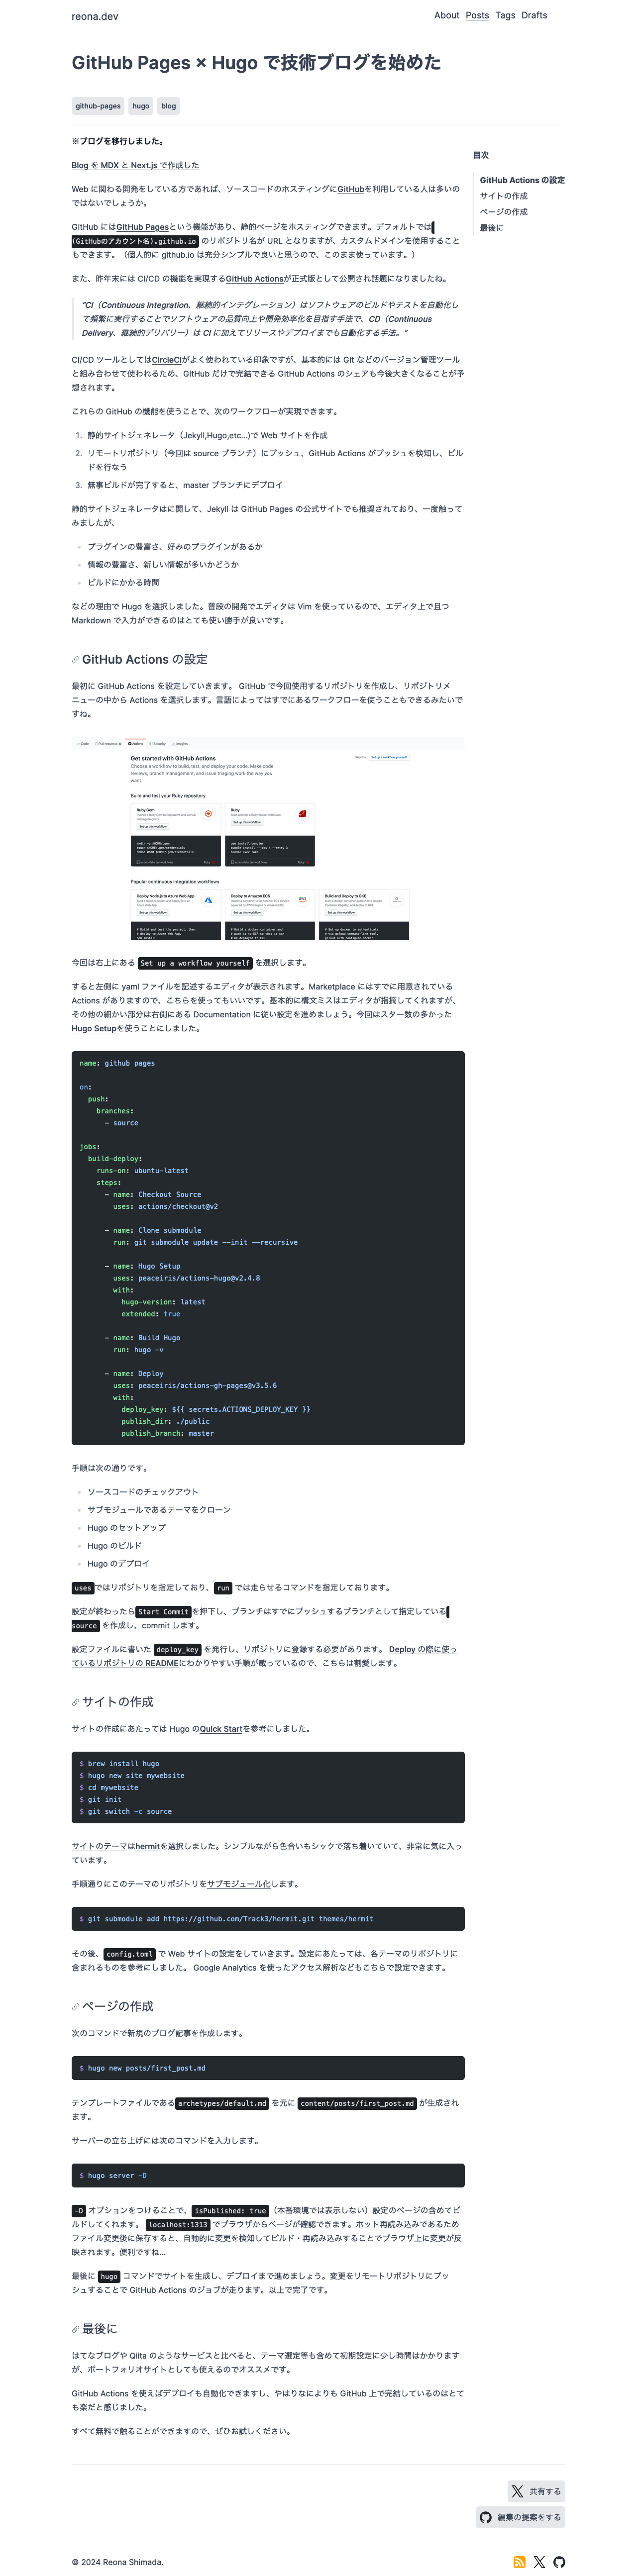 reona.dev
About Posts Tags Drafts
GitHub Pages × Hugo で技術ブログを始めた
github-pages hugo blog
※ブログを移行しました。
Blog を MDX と Next.js で作成した
Web に関わる開発をしている方であれば、ソースコードのホスティングにGitHubを利用している人は多いの
ではないでしょうか。
GitHub にはGitHub Pagesという機能があり、静的ページをホスティングできます。デフォルトでは
(GitHubのアカウント名).github.io のリポジトリ名が URL となりますが、カスタムドメインを使用すること
もできます。（個人的に github.io は充分シンプルで良いと思うので、このまま使っています。）
また、昨年末には CI/CD の機能を実現するGitHub Actionsが正式版として公開され話題になりましたね。
“CI（Continuous Integration、継続的インテグレーション）はソフトウェアのビルドやテストを自動化し
て頻繁に実行することでソフトウェアの品質向上や開発効率化を目指す手法で、CD（Continuous
Delivery、継続的デリバリー）は CI に加えてリリースやデプロイまでも自動化する手法。”
CI/CD ツールとしてはCircleCIがよく使われている印象ですが、基本的には Git などのバージョン管理ツール
と組み合わせて使われるため、GitHub だけで完結できる GitHub Actions のシェアも今後大きくなることが予
想されます。
これらの GitHub の機能を使うことで、次のワークフローが実現できます。
1. 静的サイトジェネレータ（Jekyll,Hugo,etc...)で Web サイトを作成
2. リモートリポジトリ（今回は source ブランチ）にプッシュ、GitHub Actions がプッシュを検知し、ビル
ドを行なう
3. 無事ビルドが完了すると、master ブランチにデプロイ
静的サイトジェネレータはに関して、Jekyll は GitHub Pages の公式サイトでも推奨されており、一度触って
みましたが、
プラグインの豊富さ、好みのプラグインがあるか
情報の豊富さ、新しい情報が多いかどうか
ビルドにかかる時間
などの理由で Hugo を選択しました。普段の開発でエディタは Vim を使っているので、エディタ上で且つ
Markdown で入力ができるのはとても使い勝手が良いです。
目次
GitHub Actions の設定
サイトの作成
ページの作成
最後に
GitHub Actions の設定
最初に GitHub Actions を設定していきます。 GitHub で今回使用するリポジトリを作成し、リポジトリメ
ニューの中から Actions を選択します。言語によってはすでにあるワークフローを使うこともできるみたいで
すね。
Code Pull requests Actions Security Insights
Get started with GitHub Actions
Choose a workflow to build, test, and deploy your code. Make code
reviews, branch management, and issue triaging work the way you
want.
Skip this: Set up a workflow yourself
Build and test your Ruby repository
Ruby Gem
Set up this workflow
Ruby
Set up this workflow
Popular continuous integration workflows
Deploy Node.js to Azure Web App
Set up this workflow
Deploy to Amazon ECS
Set up this workflow
Build and Deploy to GKE
Set up this workflow
今回は右上にある Set up a workflow yourself を選択します。
すると左側に yaml ファイルを記述するエディタが表示されます。Marketplace にはすでに用意されている
Actions がありますので、こちらを使ってもいいです。基本的に構文ミスはエディタが指摘してくれますが、
その他の細かい部分は右側にある Documentation に従い設定を進めましょう。今回はスター数の多かった
Hugo Setupを使うことにしました。
name: github pages
on:
push:
branches:
- source
jobs:
build-deploy:
runs-on: ubuntu-latest
steps:
- name: Checkout Source
uses: actions/checkout@v2
- name: Clone submodule
run: git submodule update --init --recursive
- name: Hugo Setup
uses: peaceiris/actions-hugo@v2.4.8
with:
hugo-version: latest
extended: true
- name: Build Hugo
run: hugo -v
- name: Deploy
uses: peaceiris/actions-gh-pages@v3.5.6
with:
deploy_key: ${{ secrets.ACTIONS_DEPLOY_KEY }}
publish_dir: ./public
publish_branch: master
手順は次の通りです。
ソースコードのチェックアウト
サブモジュールであるテーマをクローン
Hugo のセットアップ
Hugo のビルド
Hugo のデプロイ
uses ではリポジトリを指定しており、 run では走らせるコマンドを指定しております。
設定が終わったら Start Commit を押下し、ブランチはすでにプッシュするブランチとして指定している
source を作成し、commit します。
設定ファイルに書いた deploy_key を発行し、リポジトリに登録する必要があります。 Deploy の際に使っ
ているリポジトリの READMEにわかりやすい手順が載っているので、こちらは割愛します。
サイトの作成
サイトの作成にあたっては Hugo のQuick Startを参考にしました。
$ brew install hugo
$ hugo new site mywebsite
$ cd mywebsite
$ git init
$ git switch -c source
サイトのテーマはhermitを選択しました。シンプルながら色合いもシックで落ち着いていて、非常に気に入っ
ています。
手順通りにこのテーマのリポジトリをサブモジュール化します。
$ git submodule add https://github.com/Track3/hermit.git themes/hermit
その後、 config.toml で Web サイトの設定をしていきます。設定にあたっては、各テーマのリポジトリに
含まれるものを参考にしました。 Google Analytics を使ったアクセス解析などもこちらで設定できます。
ページの作成
次のコマンドで新規のブログ記事を作成します。
$ hugo new posts/first_post.md
テンプレートファイルである archetypes/default.md を元に content/posts/first_post.md が生成され
ます。
サーバーの立ち上げには次のコマンドを入力します。
$ hugo server -D
-D オプションをつけることで、 isPublished: true （本番環境では表示しない）設定のページの含めてビ
ルドしてくれます。 localhost:1313 でブラウザからページが確認できます。ホット再読み込みであるため
ファイル変更後に保存すると、自動的に変更を検知してビルド・再読み込みすることでブラウザ上に変更が反
映されます。便利ですね...
最後に hugo コマンドでサイトを生成し、デプロイまで進めましょう。変更をリモートリポジトリにプッ
シュすることで GitHub Actions のジョブが走ります。以上で完了です。
最後に
はてなブログや Qiita のようなサービスと比べると、テーマ選定等も含めて初期設定に少し時間はかかります
が、ポートフォリオサイトとしても使えるのでオススメです。
GitHub Actions を使えばデプロイも自動化できますし、やはりなによりも GitHub 上で完結しているのはとて
も楽だと感じました。
すべて無料で触ることができますので、ぜひお試しください。
共有する
編集の提案をする
© 2024 Reona Shimada.